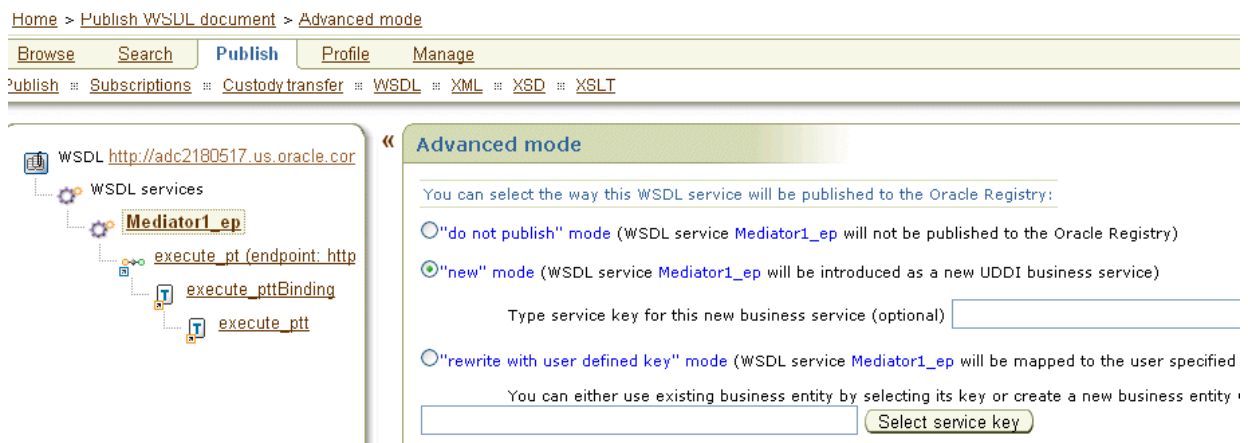 Home > Publish WSDL document > Advanced mode
Browse Search Publish Profile Manage
Publish Subscriptions Custody transfer WSDL XML XSD XSLT
WSDL http://adc2180517.us.oracle.cor
WSDL services
Mediator1_ep
execute_pt (endpoint: http
execute_pttBinding
execute_ptt
«
Advanced mode
You can select the way this WSDL service will be published to the Oracle Registry:
"do not publish" mode (WSDL service Mediator1_ep will not be published to the Oracle Registry)
"new" mode (WSDL service Mediator1_ep will be introduced as a new UDDI business service)
Type service key for this new business service (optional)
"rewrite with user defined key" mode (WSDL service Mediator1_ep will be mapped to the user specified
You can either use existing business entity by selecting its key or create a new business entity
Select service key